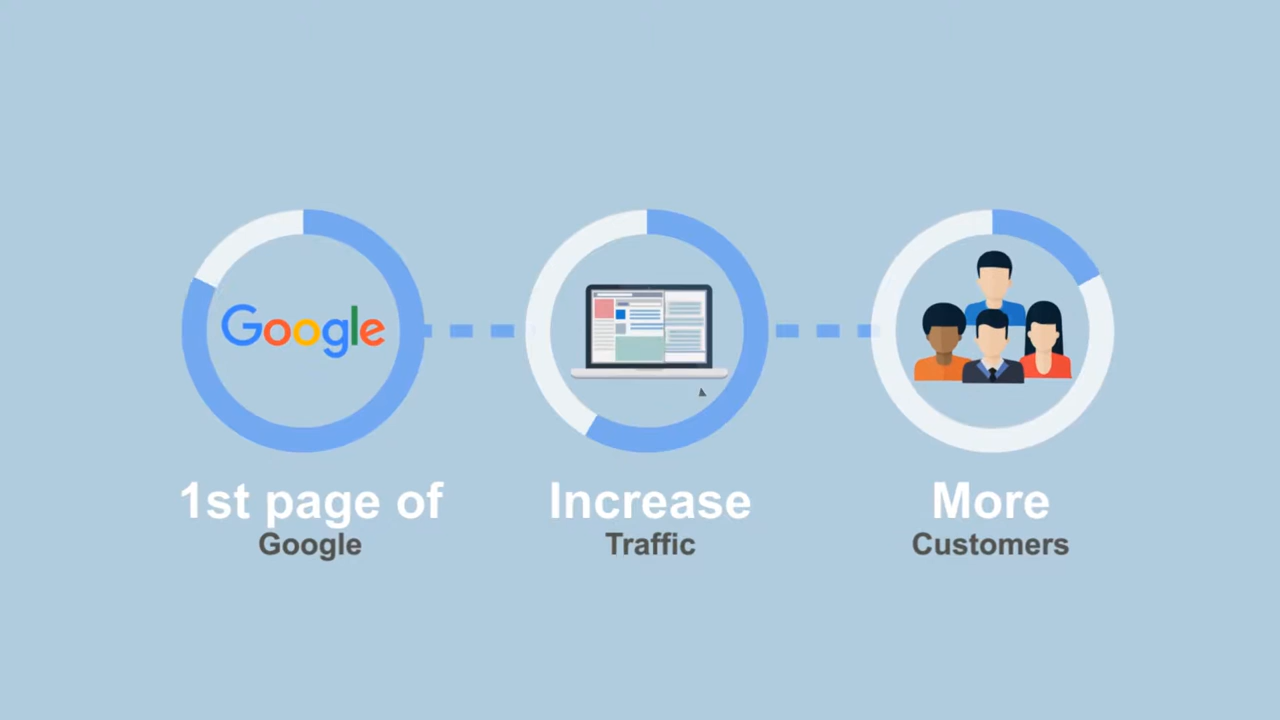 Google
1st page of
Google
Increase
Traffic
More
Customers